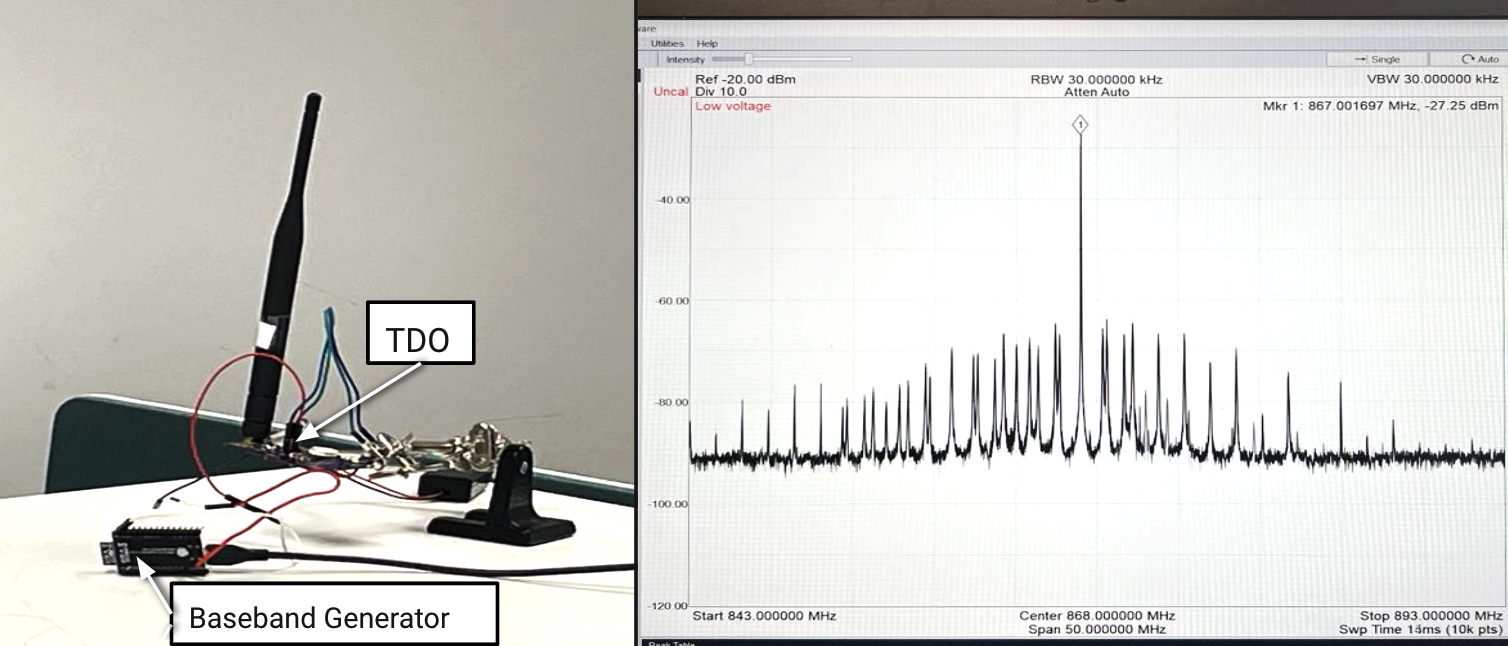 TDO
Baseband Generator
ware
Utilities Help
Intensity
Single Auto
Ref -20.00 dBm RBW 30.000000 kHz VBW 30.000000 kHz
Uncal Div 10.0 Atten Auto
Low voltage Mkr 1: 867.001697 MHz, -27.25 dBm
1
-40.00
-60.00
-80.00
-100.00
-120.00
Start 843.000000 MHz Center 868.000000 MHz Stop 893.000000 MHz
Span 50.000000 MHz Swp Time 15ms (10k pts)
Peak Table